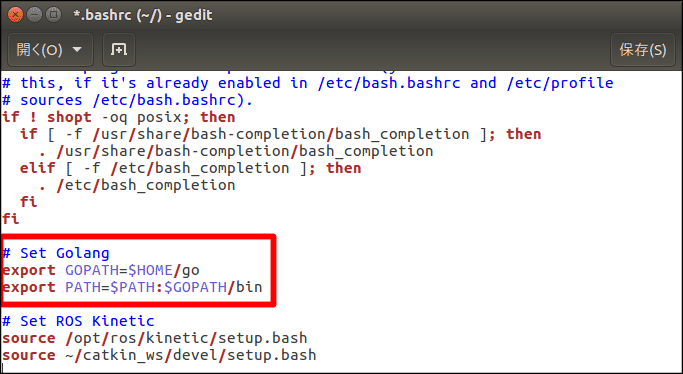 *.bashrc (~/) - gedit
開く(O)
保存(S)
# this, if it's already enabled in /etc/bash.bashrc and /etc/profile
# sources /etc/bash.bashrc).
if ! shopt -oq posix; then
  if [ -f /usr/share/bash-completion/bash_completion ]; then
    . /usr/share/bash-completion/bash_completion
  elif [ -f /etc/bash_completion ]; then
    . /etc/bash_completion
  fi
fi
# Set Golang
export GOPATH=$HOME/go
export PATH=$PATH:$GOPATH/bin
# Set ROS Kinetic
source /opt/ros/kinetic/setup.bash
source ~/catkin_ws/devel/setup.bash